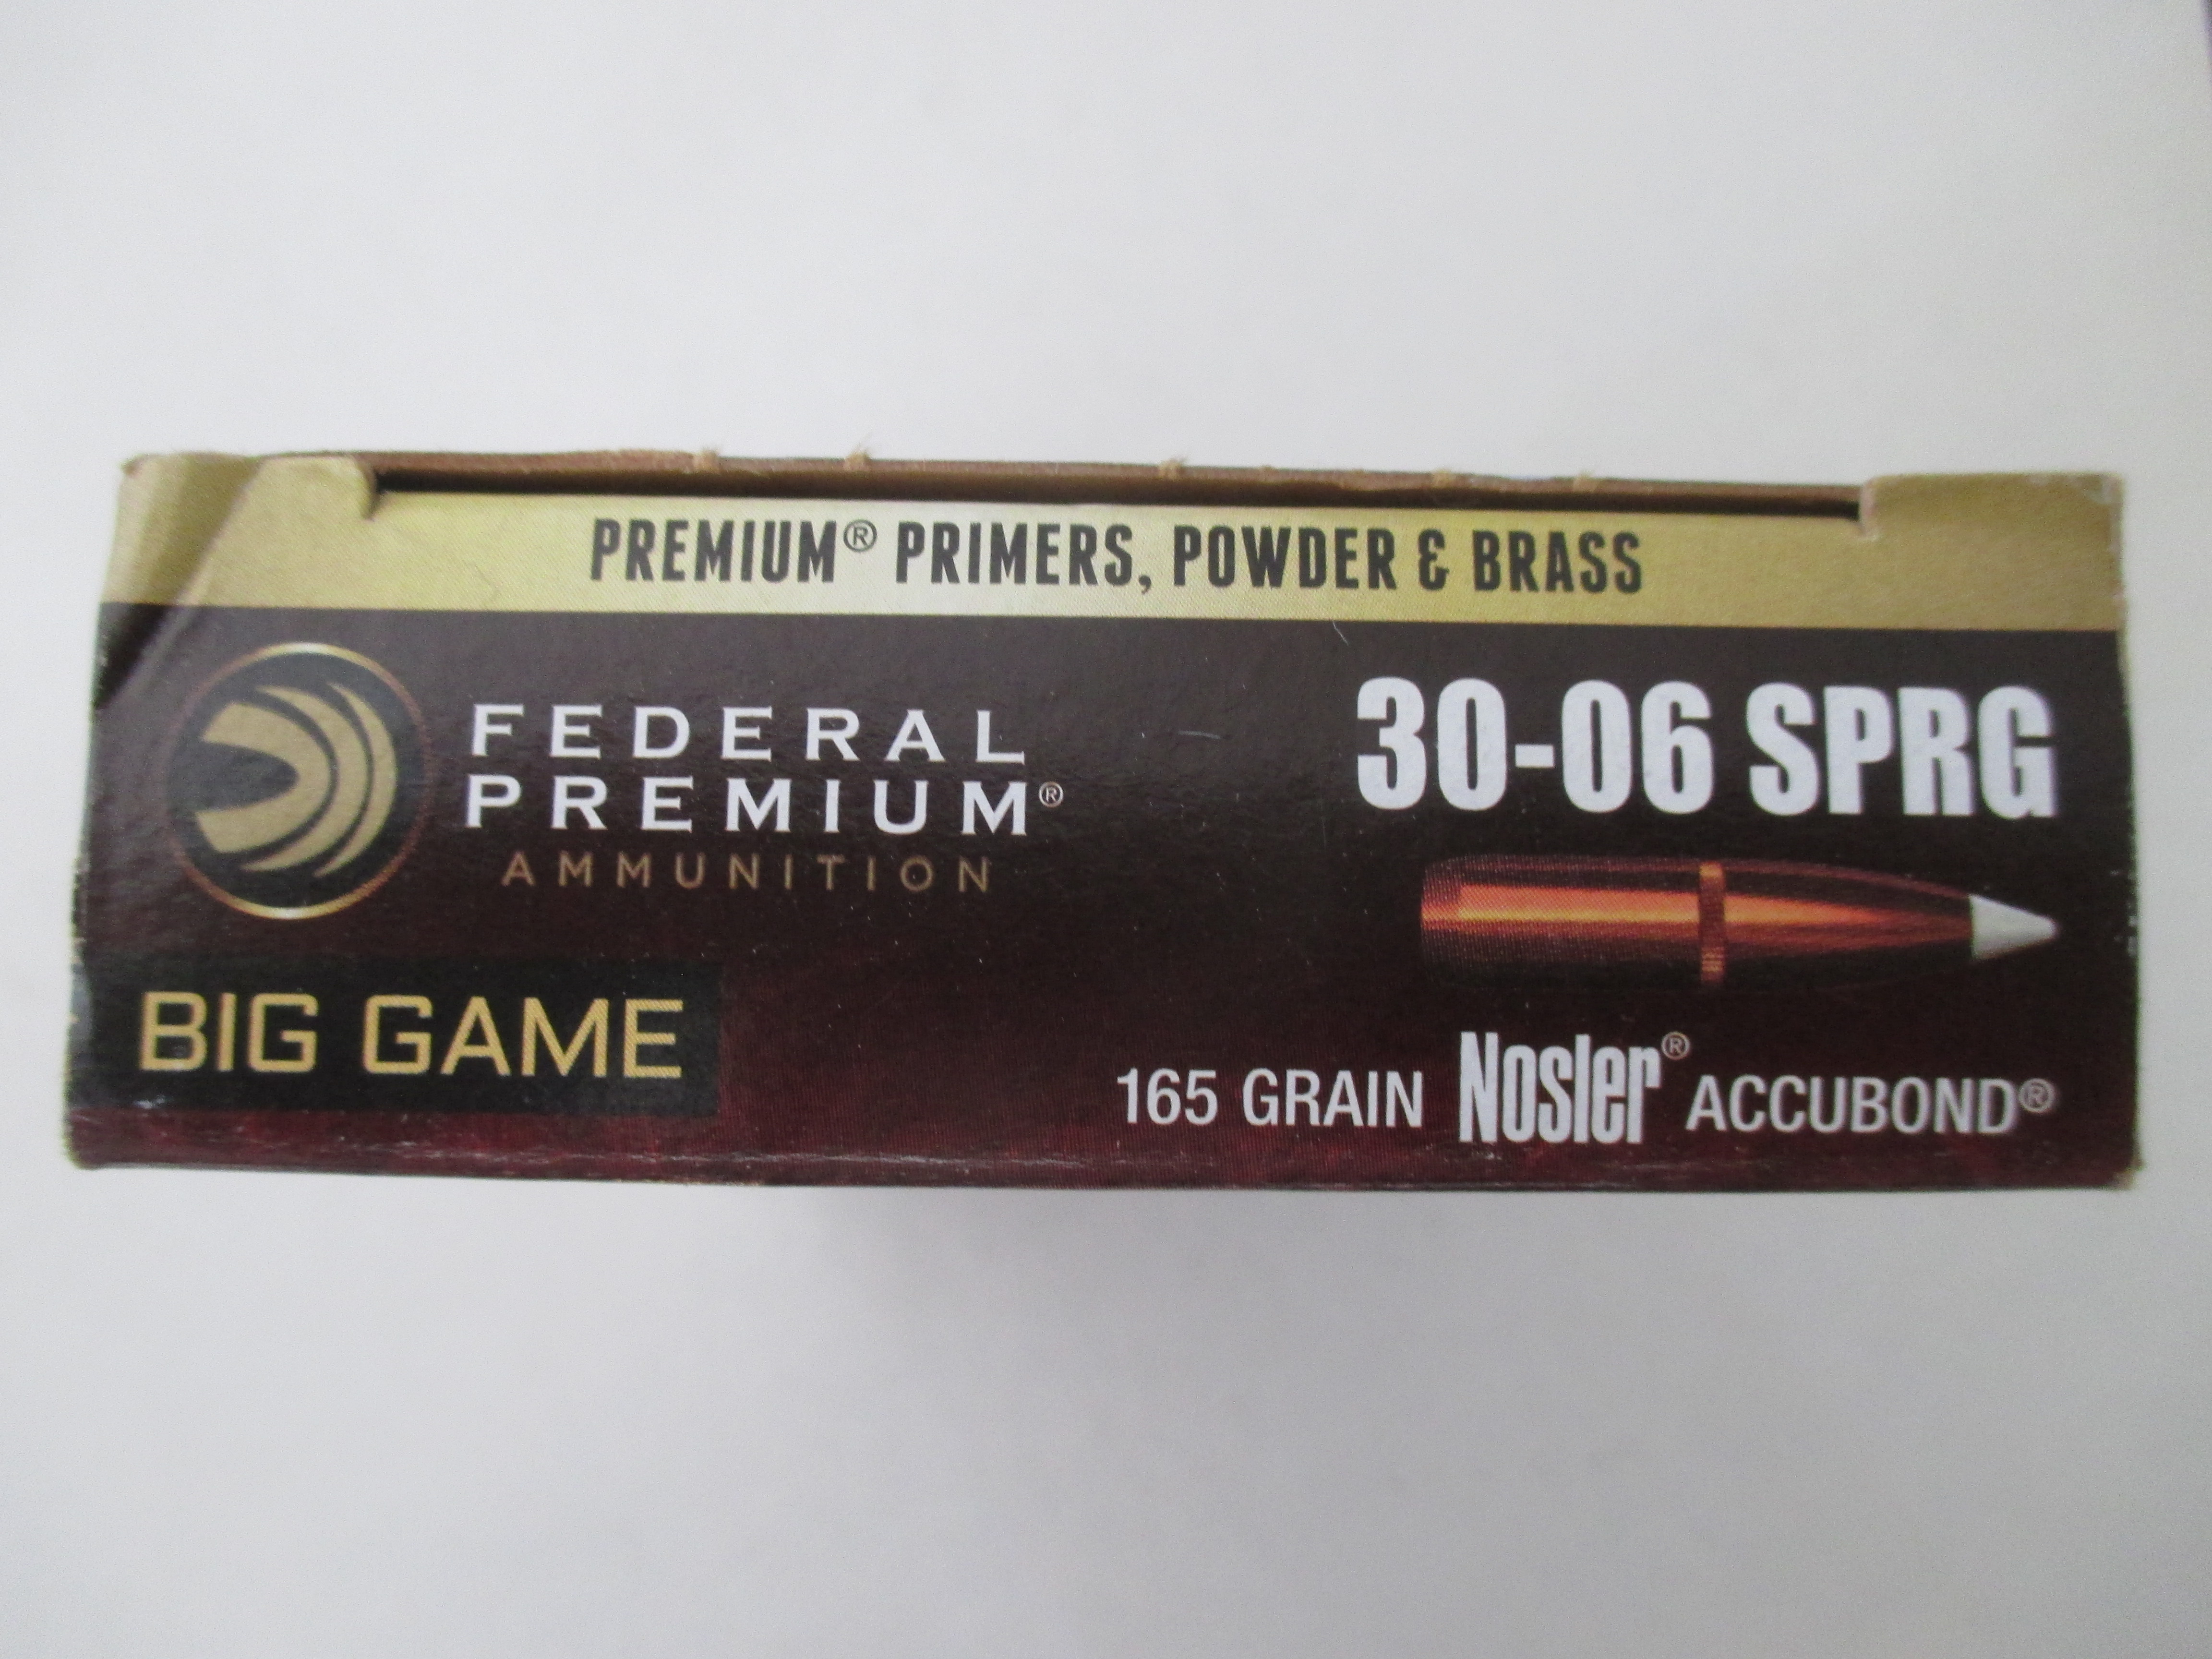 PREMIUM® PRIMERS, POWDER & BRASS
FEDERAL
PREMIUM®
AMMUNITION
BIG GAME
30-06 SPRG
165 GRAIN Nosler® ACCUBOND®